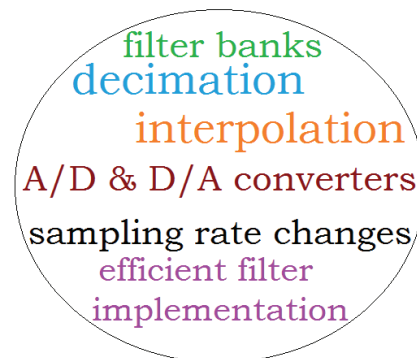 filter banks
decimation
interpolation
A/D & D/A converters
sampling rate changes
efficient filter
implementation